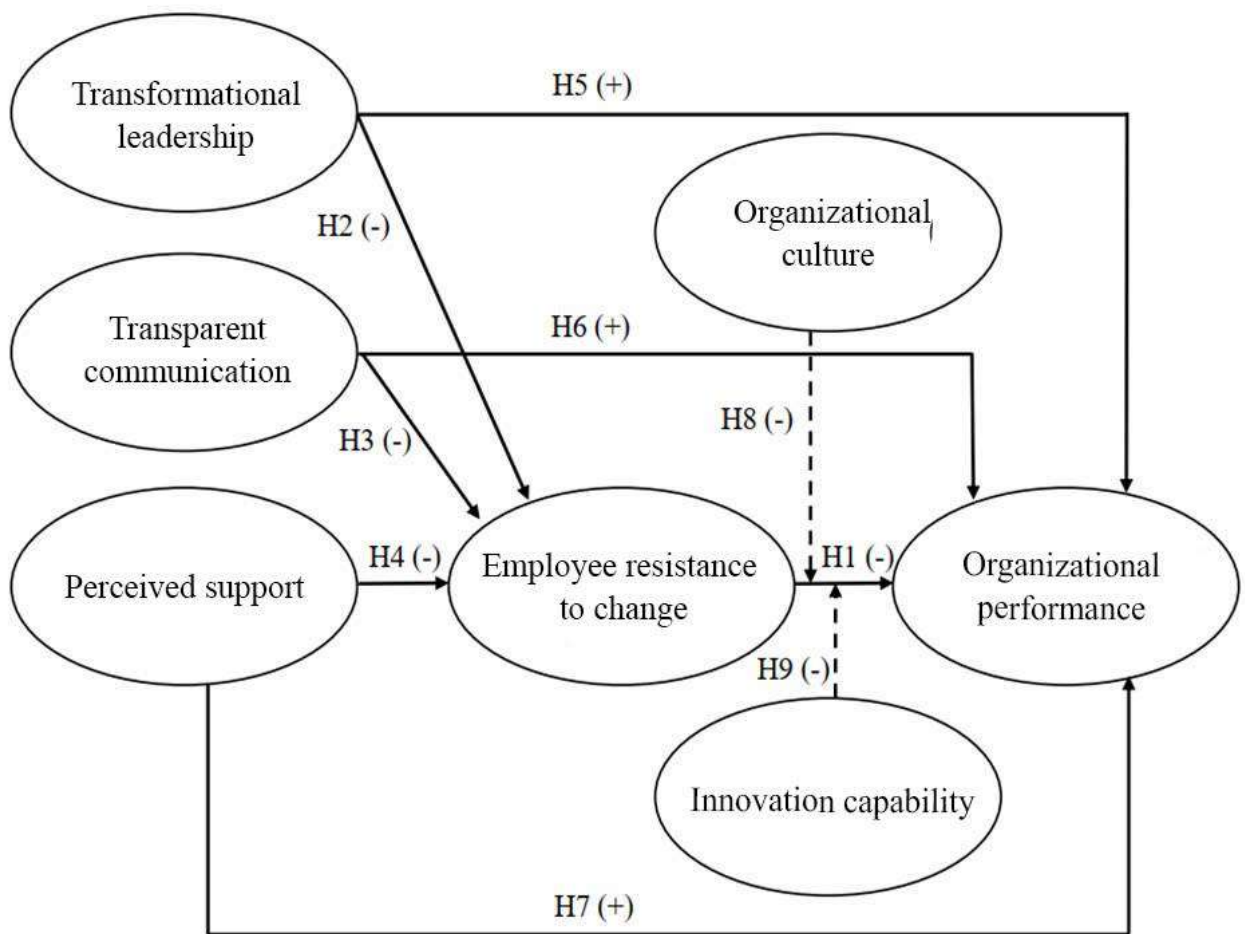 Transformational
leadership
H5 (+)
Organizational
culture
H2 (-)
Transparent
communication
H6 (+)
H3 (-)
H8 (-)
Perceived support
H4 (-)
Employee resistance
to change
H1 (-)
Organizational
performance
H9 (-)
Innovation capability
H7 (+)